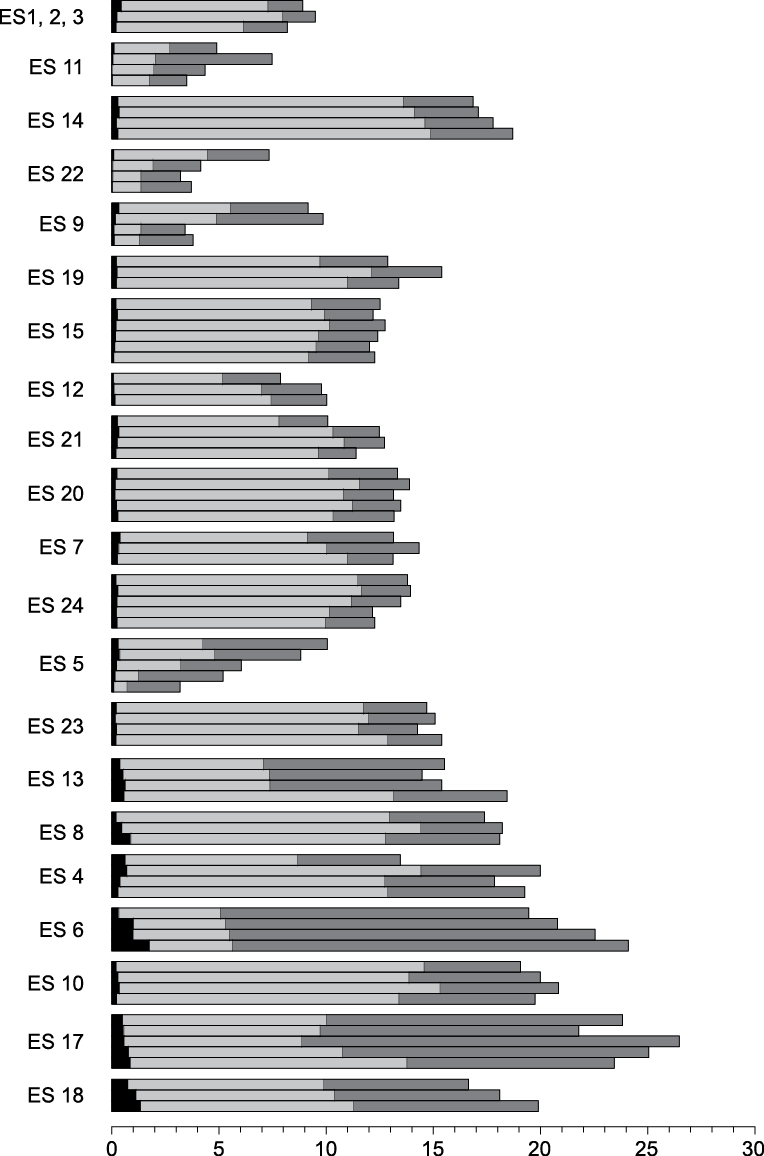 ES1, 2, 3
ES 11
ES 14
ES 22
ES 9
ES 19
ES 15
ES 12
ES 21
ES 20
ES 7
ES 24
ES 5
ES 23
ES 13
ES 8
ES 4
ES 6
ES 10
ES 17
ES 18
0 5 10 15 20 25 30